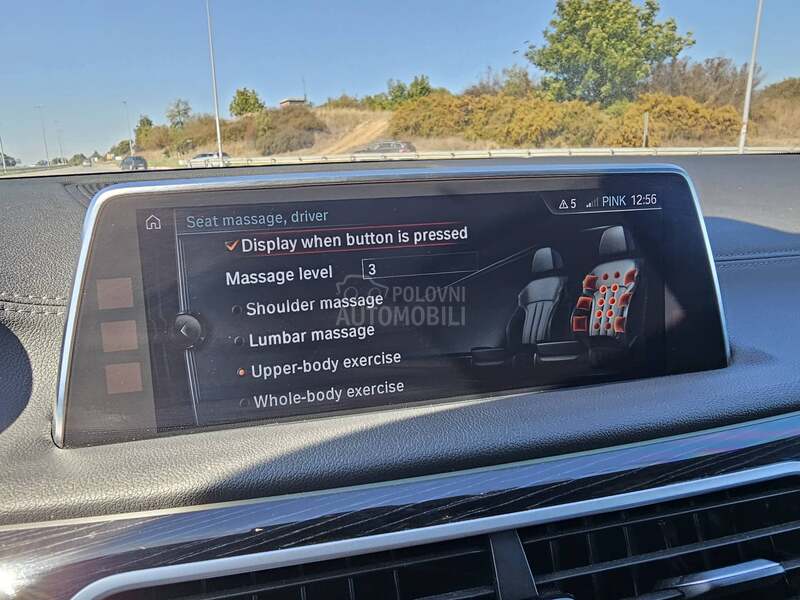 Seat massage, driver
5 PINK 12:56
Display when button is pressed
Massage level 3
Shoulder massage
Lumbar massage
Upper-body exercise
Whole-body exercise
POLOVNI
AUTOMOBILI